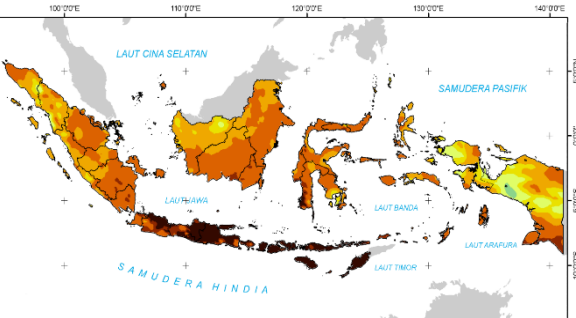 100°0'0"E 110°0'0"E 120°0'0"E 130°0'0"E 140°0'0"E
LAUT CINA SELATAN
SAMUDERA PASIFIK
LAUT JAWA
LAUT BANDA
LAUT ARAFURA
LAUT TIMOR
SAMUDERA HINDIA